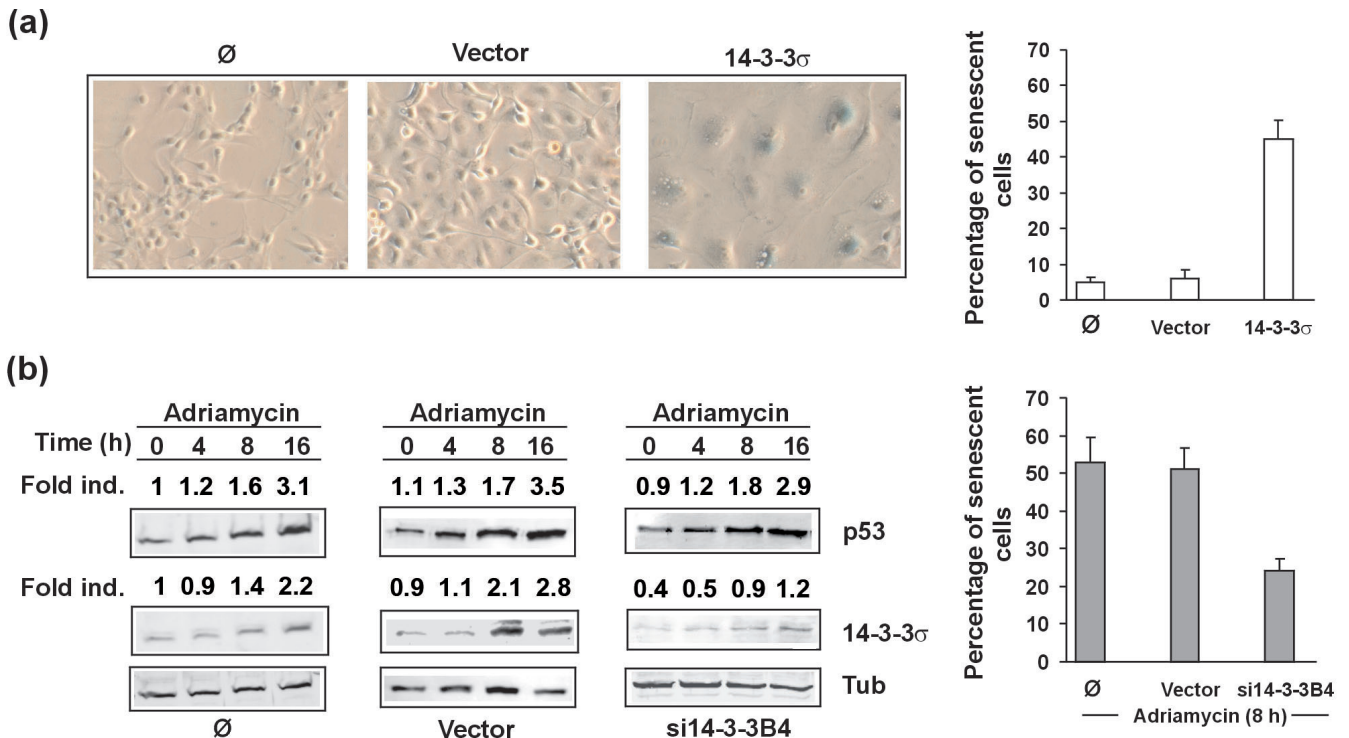 (a)
Ø Vector 14-3-3σ
Percentage of senescent
cells
70
60
50
40
30
20
10
0
Ø Vector 14-3-3σ
(b)
Adriamycin Adriamycin Adriamycin
Time (h) 0 4 8 16 0 4 8 16 0 4 8 16
Fold ind. 1 1.2 1.6 3.1 1.1 1.3 1.7 3.5 0.9 1.2 1.8 2.9
p53
Fold ind. 1 0.9 1.4 2.2 0.9 1.1 2.1 2.8 0.4 0.5 0.9 1.2
14-3-3σ
Tub
Ø Vector si14-3-3B4
Percentage of senescent
cells
70
60
50
40
30
20
10
0
Ø Vector si14-3-3B4
Adriamycin (8 h)